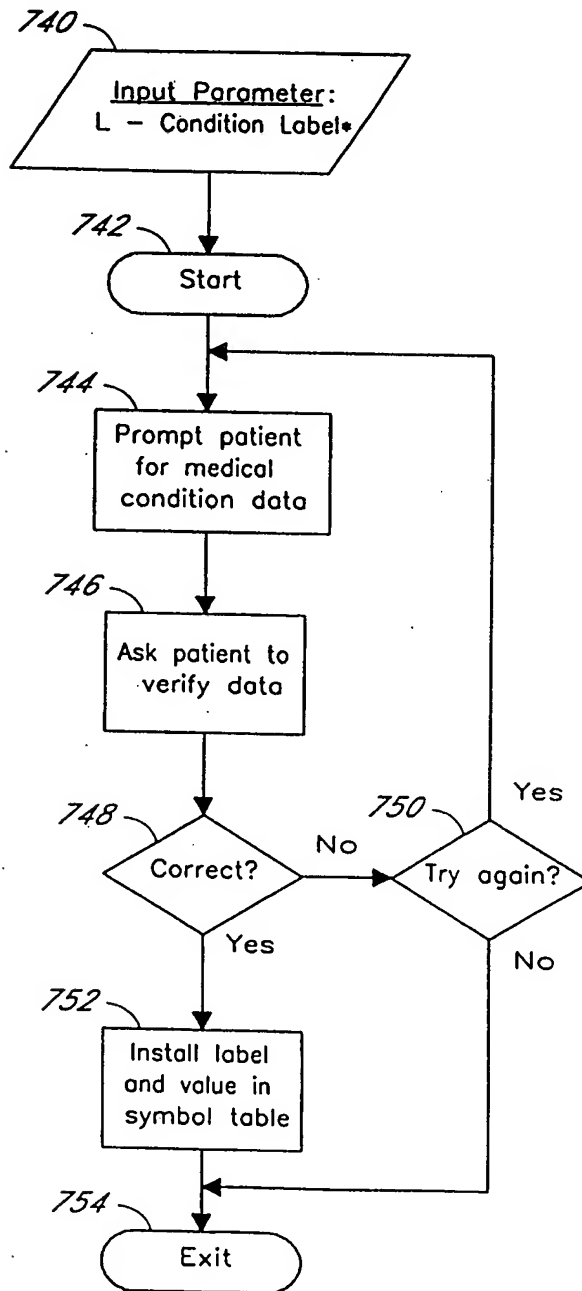 740
Input Parameter:
L – Condition Label*
742
Start
744
Prompt patient
for medical
condition data
746
Ask patient to
verify data
748
Correct?
No
750
Try again?
Yes
Yes
No
752
Install label
and value in
symbol table
754
Exit